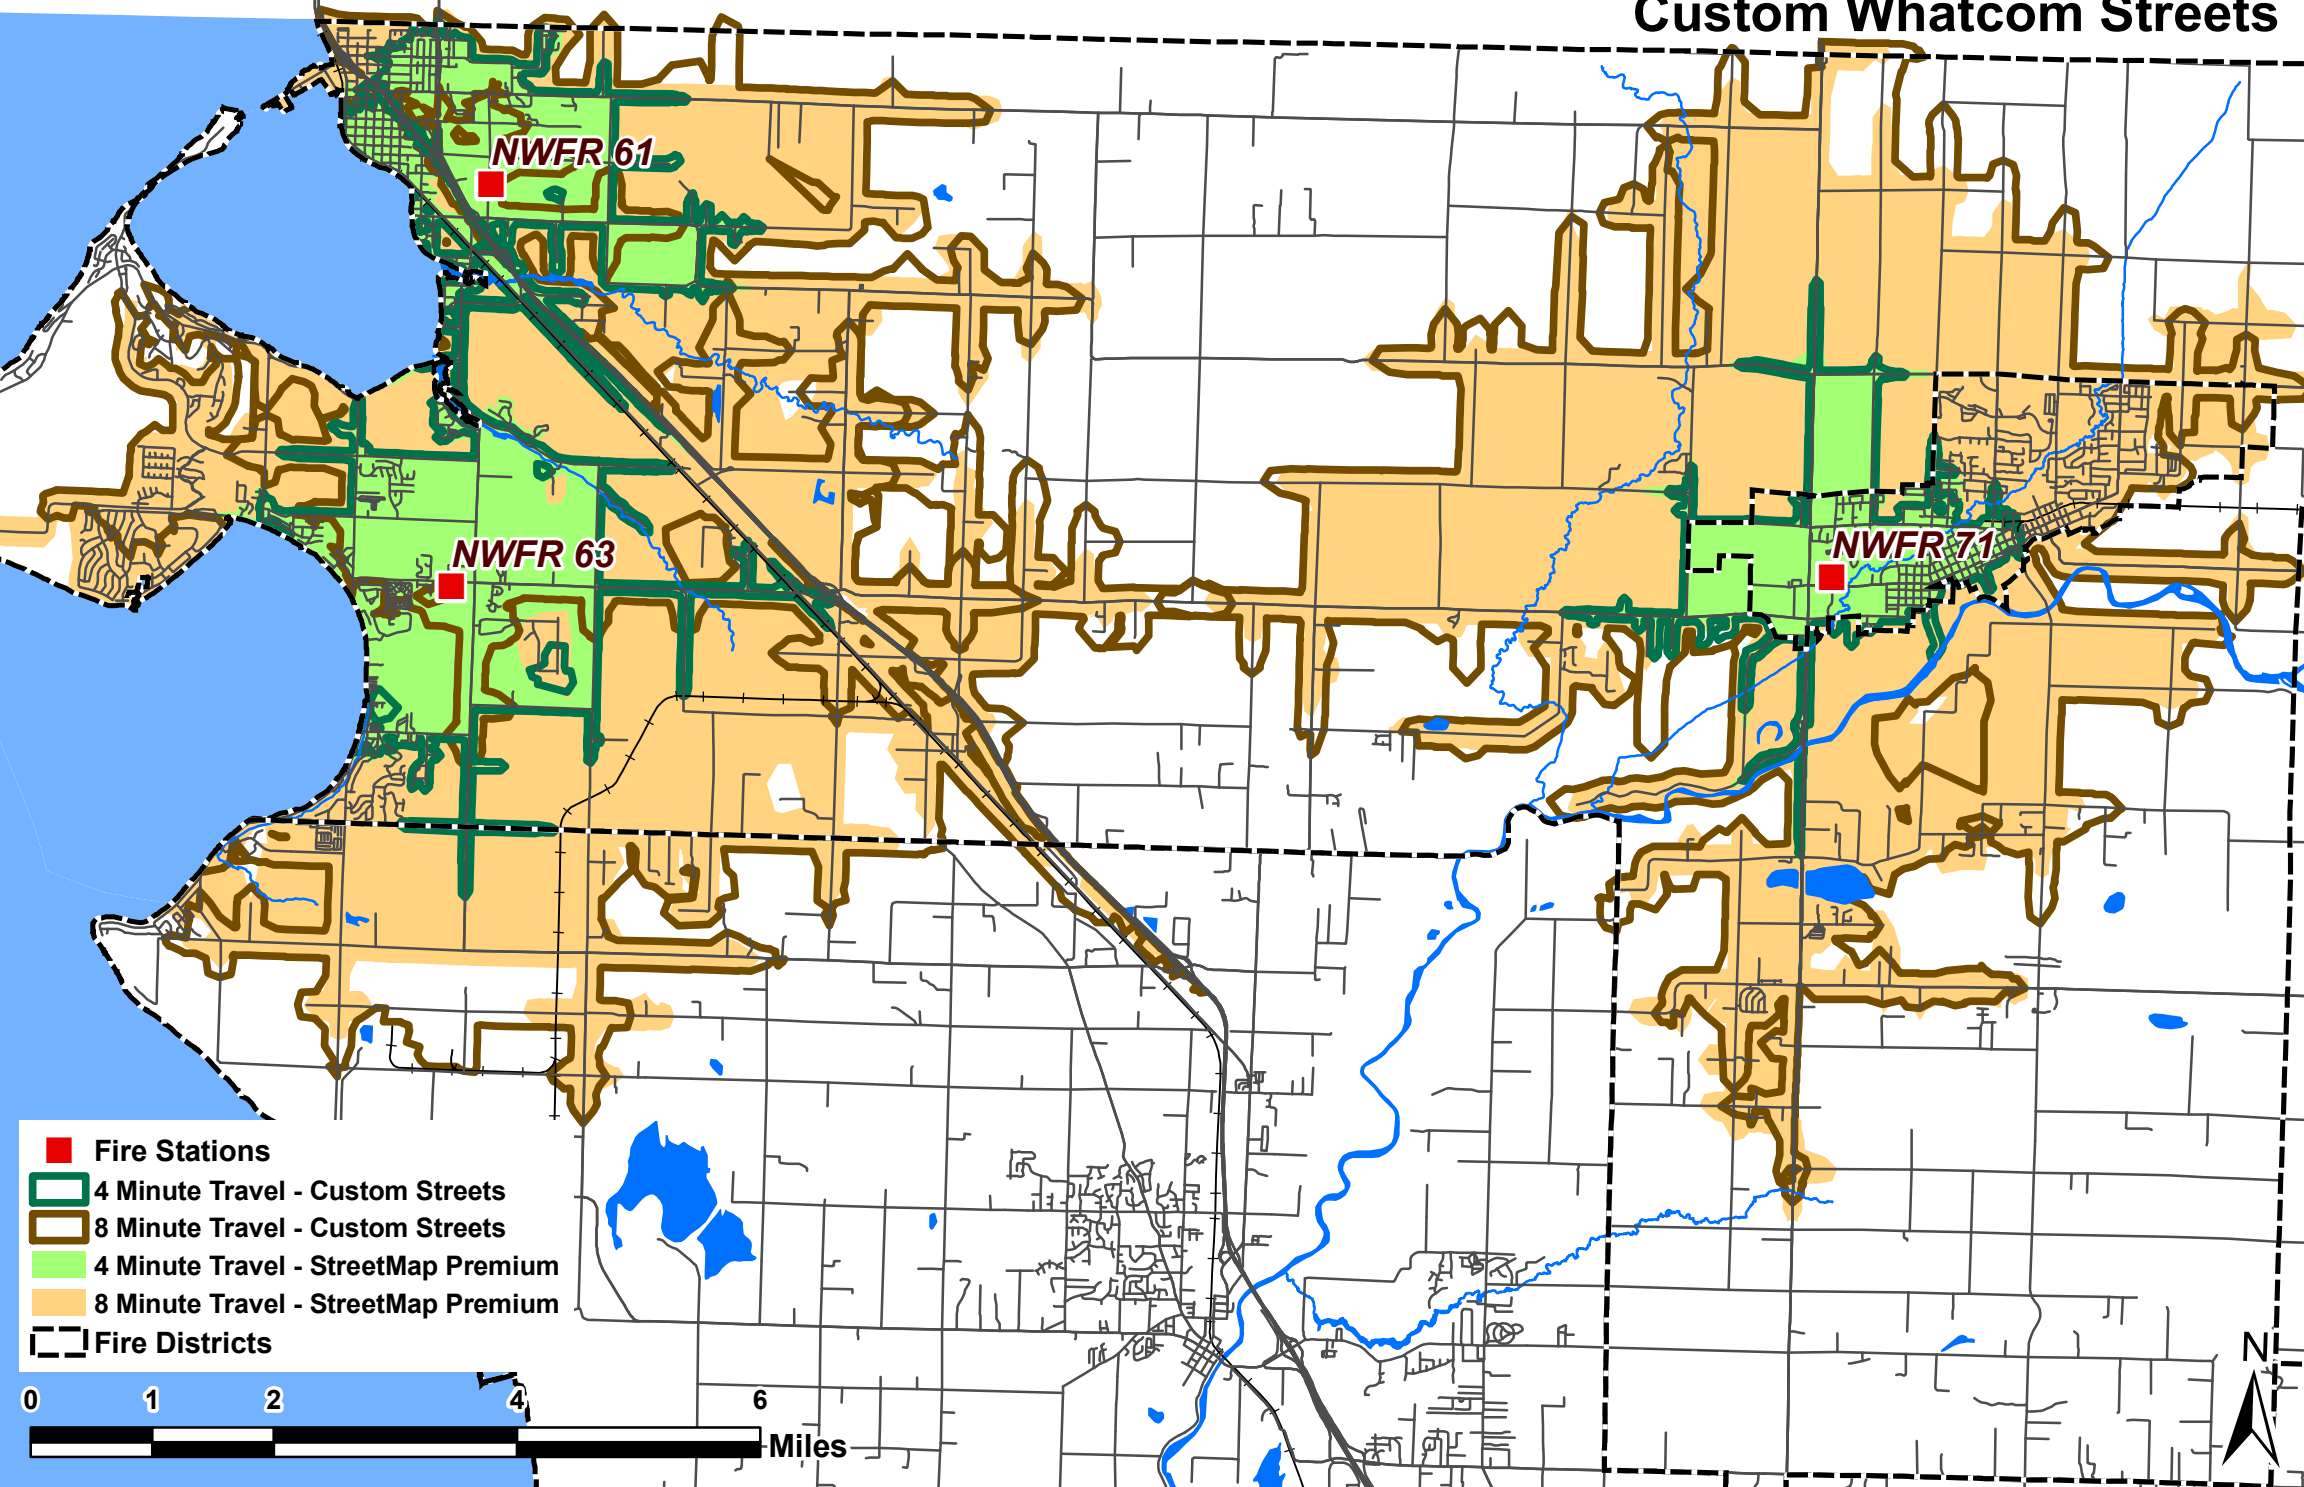 Custom Whatcom Streets
NWFR 61
NWFR 63
NWFR 71
Fire Stations
4 Minute Travel - Custom Streets
8 Minute Travel - Custom Streets
4 Minute Travel - StreetMap Premium
8 Minute Travel - StreetMap Premium
Fire Districts
0 1 2 4 6
Miles
N